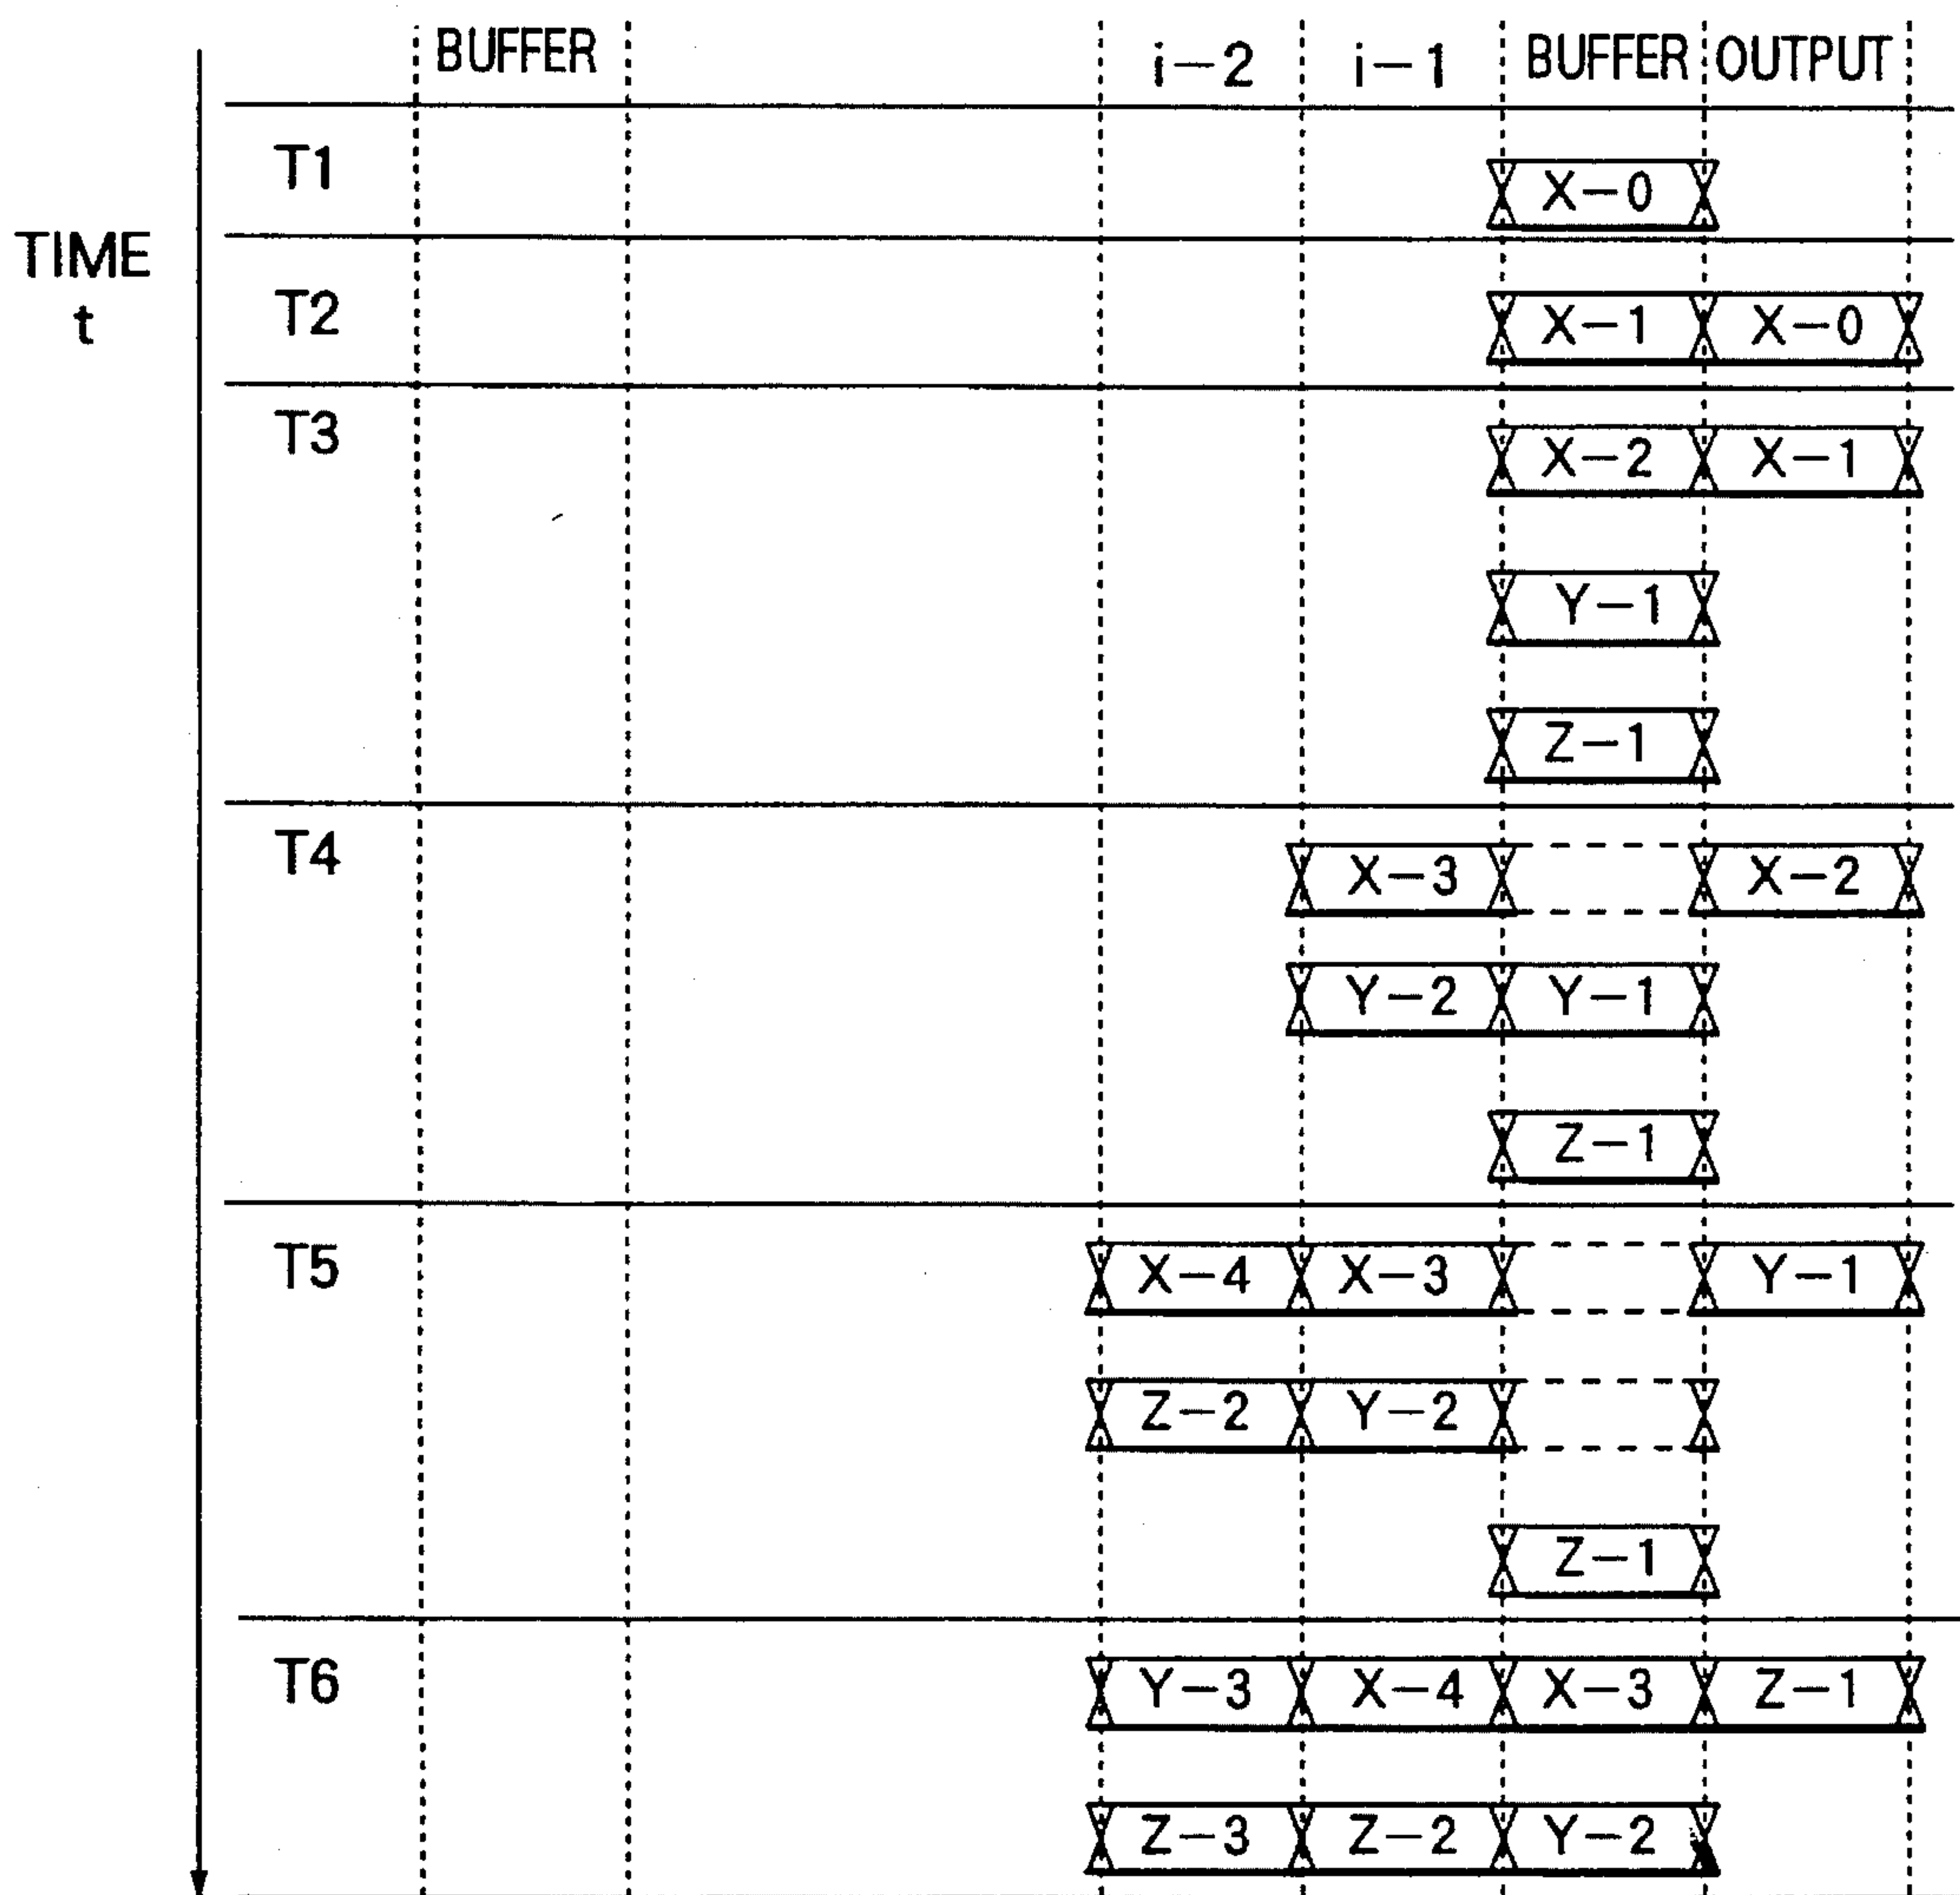 BUFFER i-2 i-1 BUFFER OUTPUT
TIME t
T1
X-0
T2
X-1 X-0
T3
X-2 X-1
Y-1
Z-1
T4
X-3 X-2
Y-2 Y-1
Z-1
T5
X-4 X-3 Y-1
Z-2 Y-2
Z-1
T6
Y-3 X-4 X-3 Z-1
Z-3 Z-2 Y-2